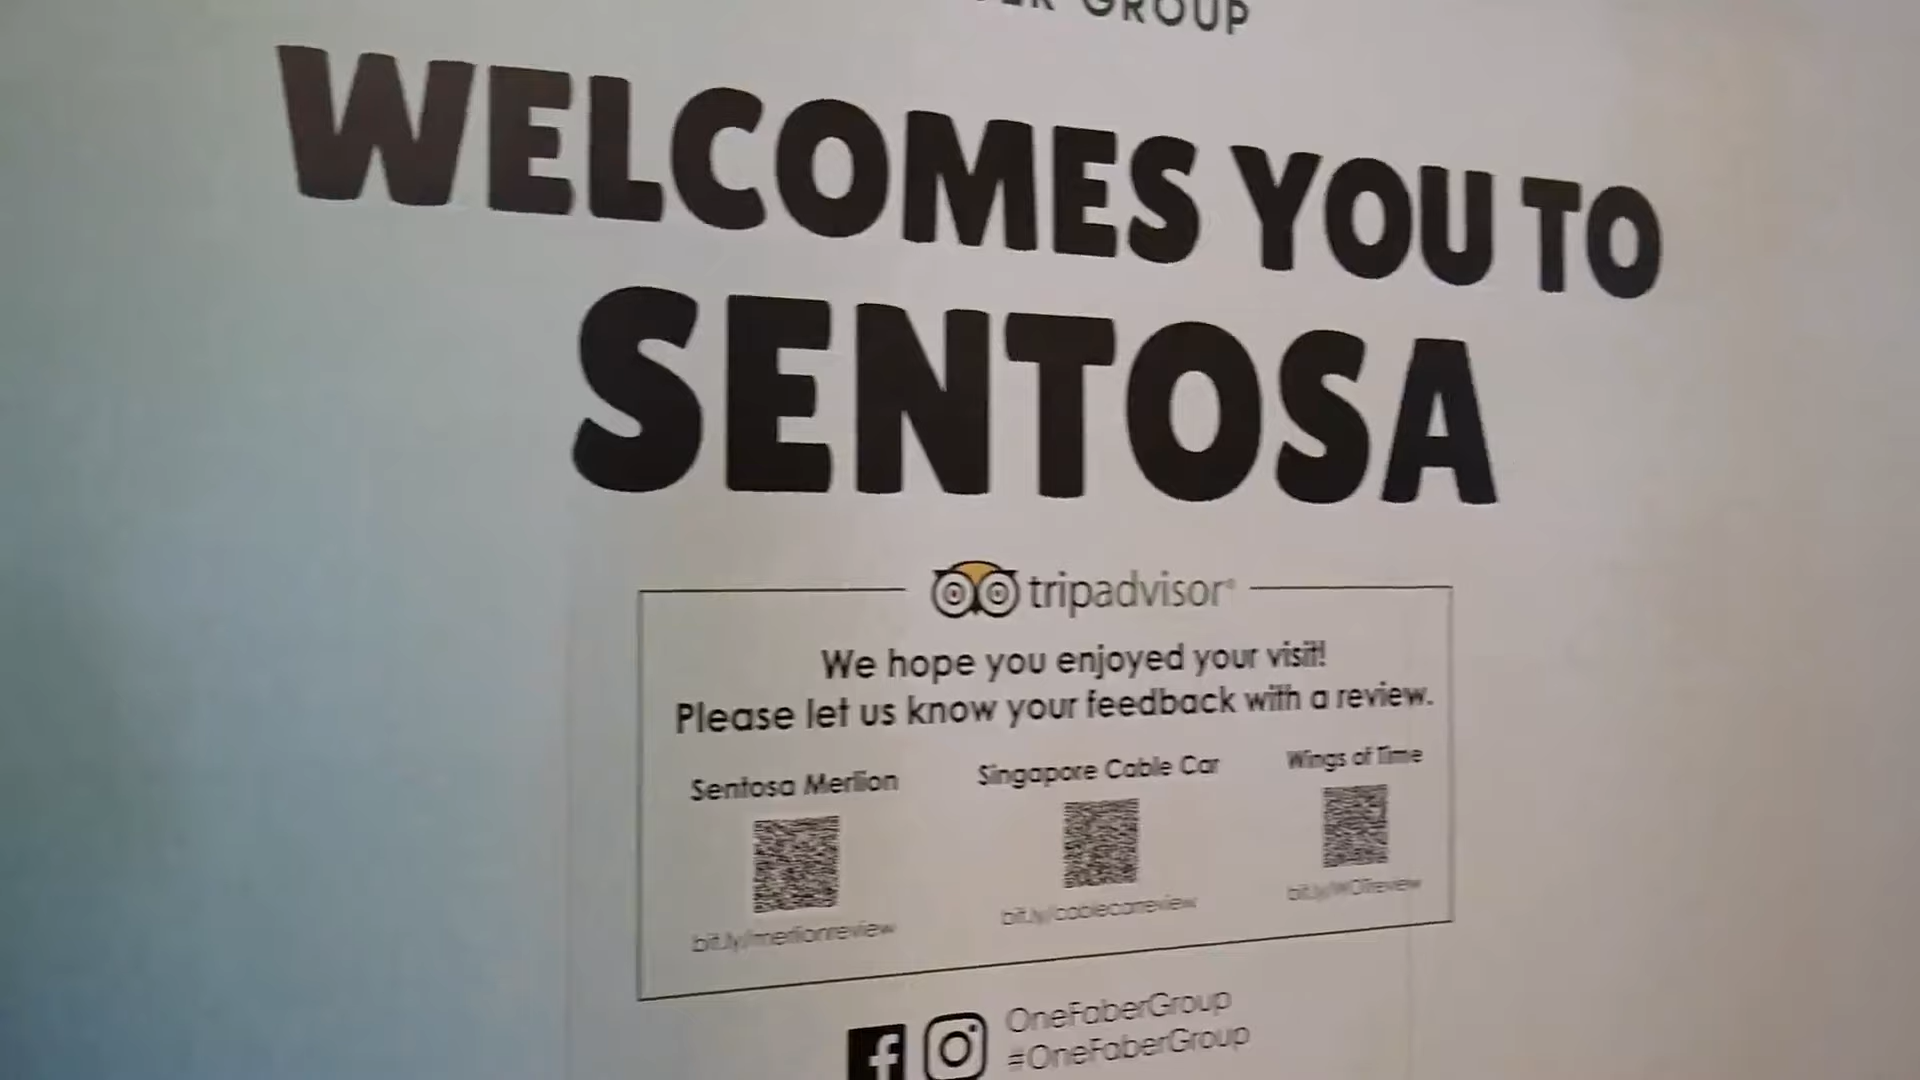 GROUP
WELCOMES YOU TO
SENTOSA
tripadvisor®
We hope you enjoyed your visit!
Please let us know your feedback with a review.
Sentosa Merlion
Singapore Cable Car
Wings of Time
bit.ly/merlionreview
bit.ly/cablecarreview
bit.ly/WOTreview
OneFaberGroup
#OneFaberGroup